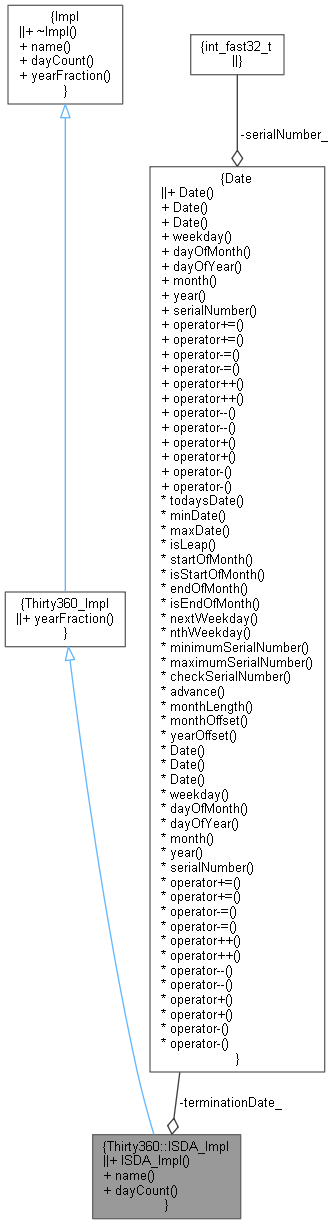 {Impl
||+ ~Impl()
+ name()
+ dayCount()
+ yearFraction()
}
{int_fast32_t
||}
-serialNumber_
{Date
||+ Date()
+ Date()
+ Date()
+ weekday()
+ dayOfMonth()
+ dayOfYear()
+ month()
+ year()
+ serialNumber()
+ operator+=()
+ operator+=()
+ operator-=()
+ operator-=()
+ operator++()
+ operator++()
+ operator--()
+ operator--()
+ operator+()
+ operator+()
+ operator-()
+ operator-()
* todaysDate()
* minDate()
* maxDate()
* isLeap()
* startOfMonth()
* isStartOfMonth()
* endOfMonth()
* isEndOfMonth()
* nextWeekday()
* nthWeekday()
* minimumSerialNumber()
* maximumSerialNumber()
* checkSerialNumber()
* advance()
* monthLength()
* monthOffset()
* yearOffset()
* Date()
* Date()
* Date()
* weekday()
* dayOfMonth()
* dayOfYear()
* month()
* year()
* serialNumber()
* operator+=()
* operator+=()
* operator-=()
* operator-=()
* operator++()
* operator++()
* operator--()
* operator--()
* operator+()
* operator+()
* operator-()
* operator-()
}
{Thirty360_Impl
||+ yearFraction()
}
-terminationDate_
{Thirty360::ISDA_Impl
||+ ISDA_Impl()
+ name()
+ dayCount()
}